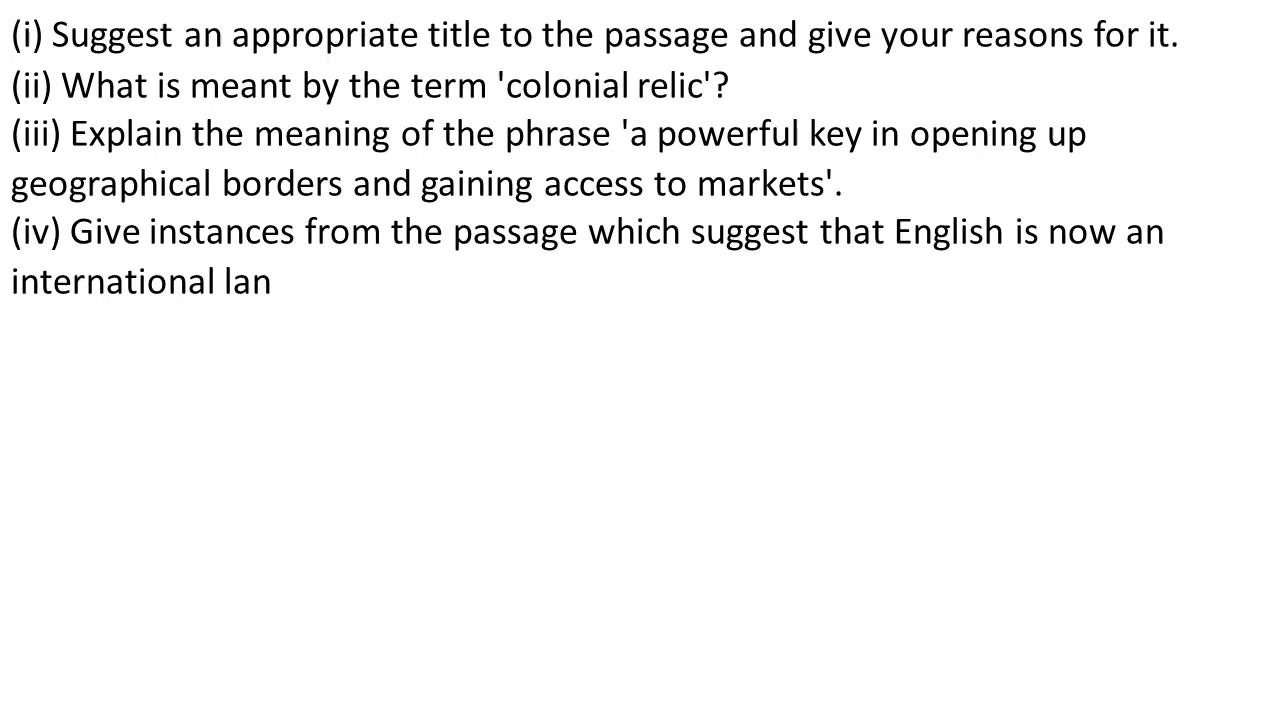 (i) Suggest an appropriate title to the passage and give your reasons for it.
(ii) What is meant by the term 'colonial relic'?
(iii) Explain the meaning of the phrase 'a powerful key in opening up
geographical borders and gaining access to markets'.
(iv) Give instances from the passage which suggest that English is now an
international lan